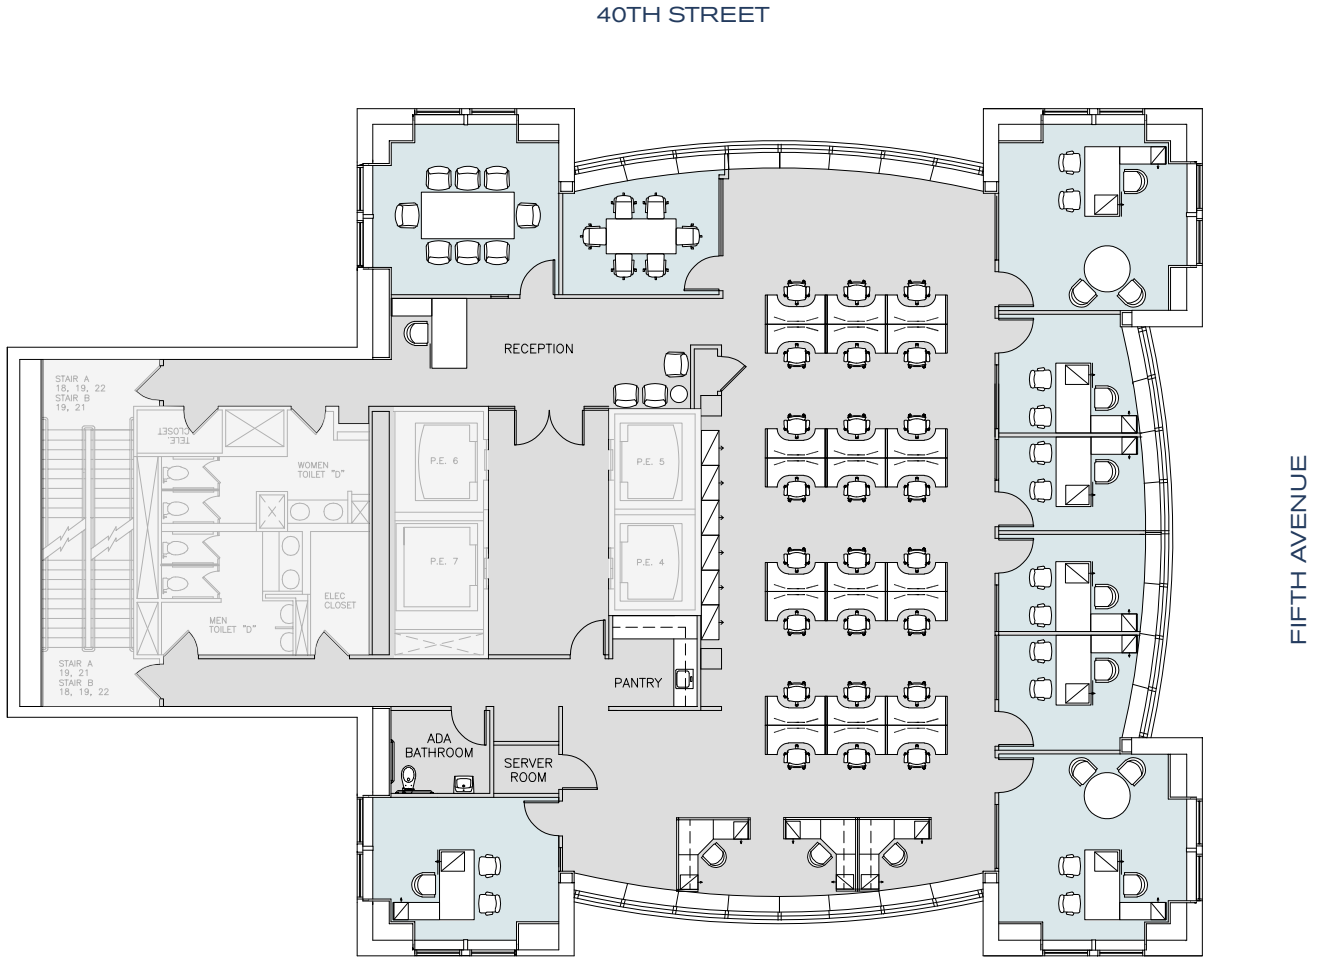 40TH STREET
RECEPTION
STAIR A
18, 19, 22
STAIR B
19, 21
TELE.
CLOSET
WOMEN
TOILET "D"
P.E. 6
P.E. 5
FIFTH AVENUE
P.E. 7
P.E. 4
ELEC
CLOSET
MEN
TOILET "D"
STAIR A
19, 21
STAIR B
18, 19, 22
PANTRY
ADA
BATHROOM
SERVER
ROOM